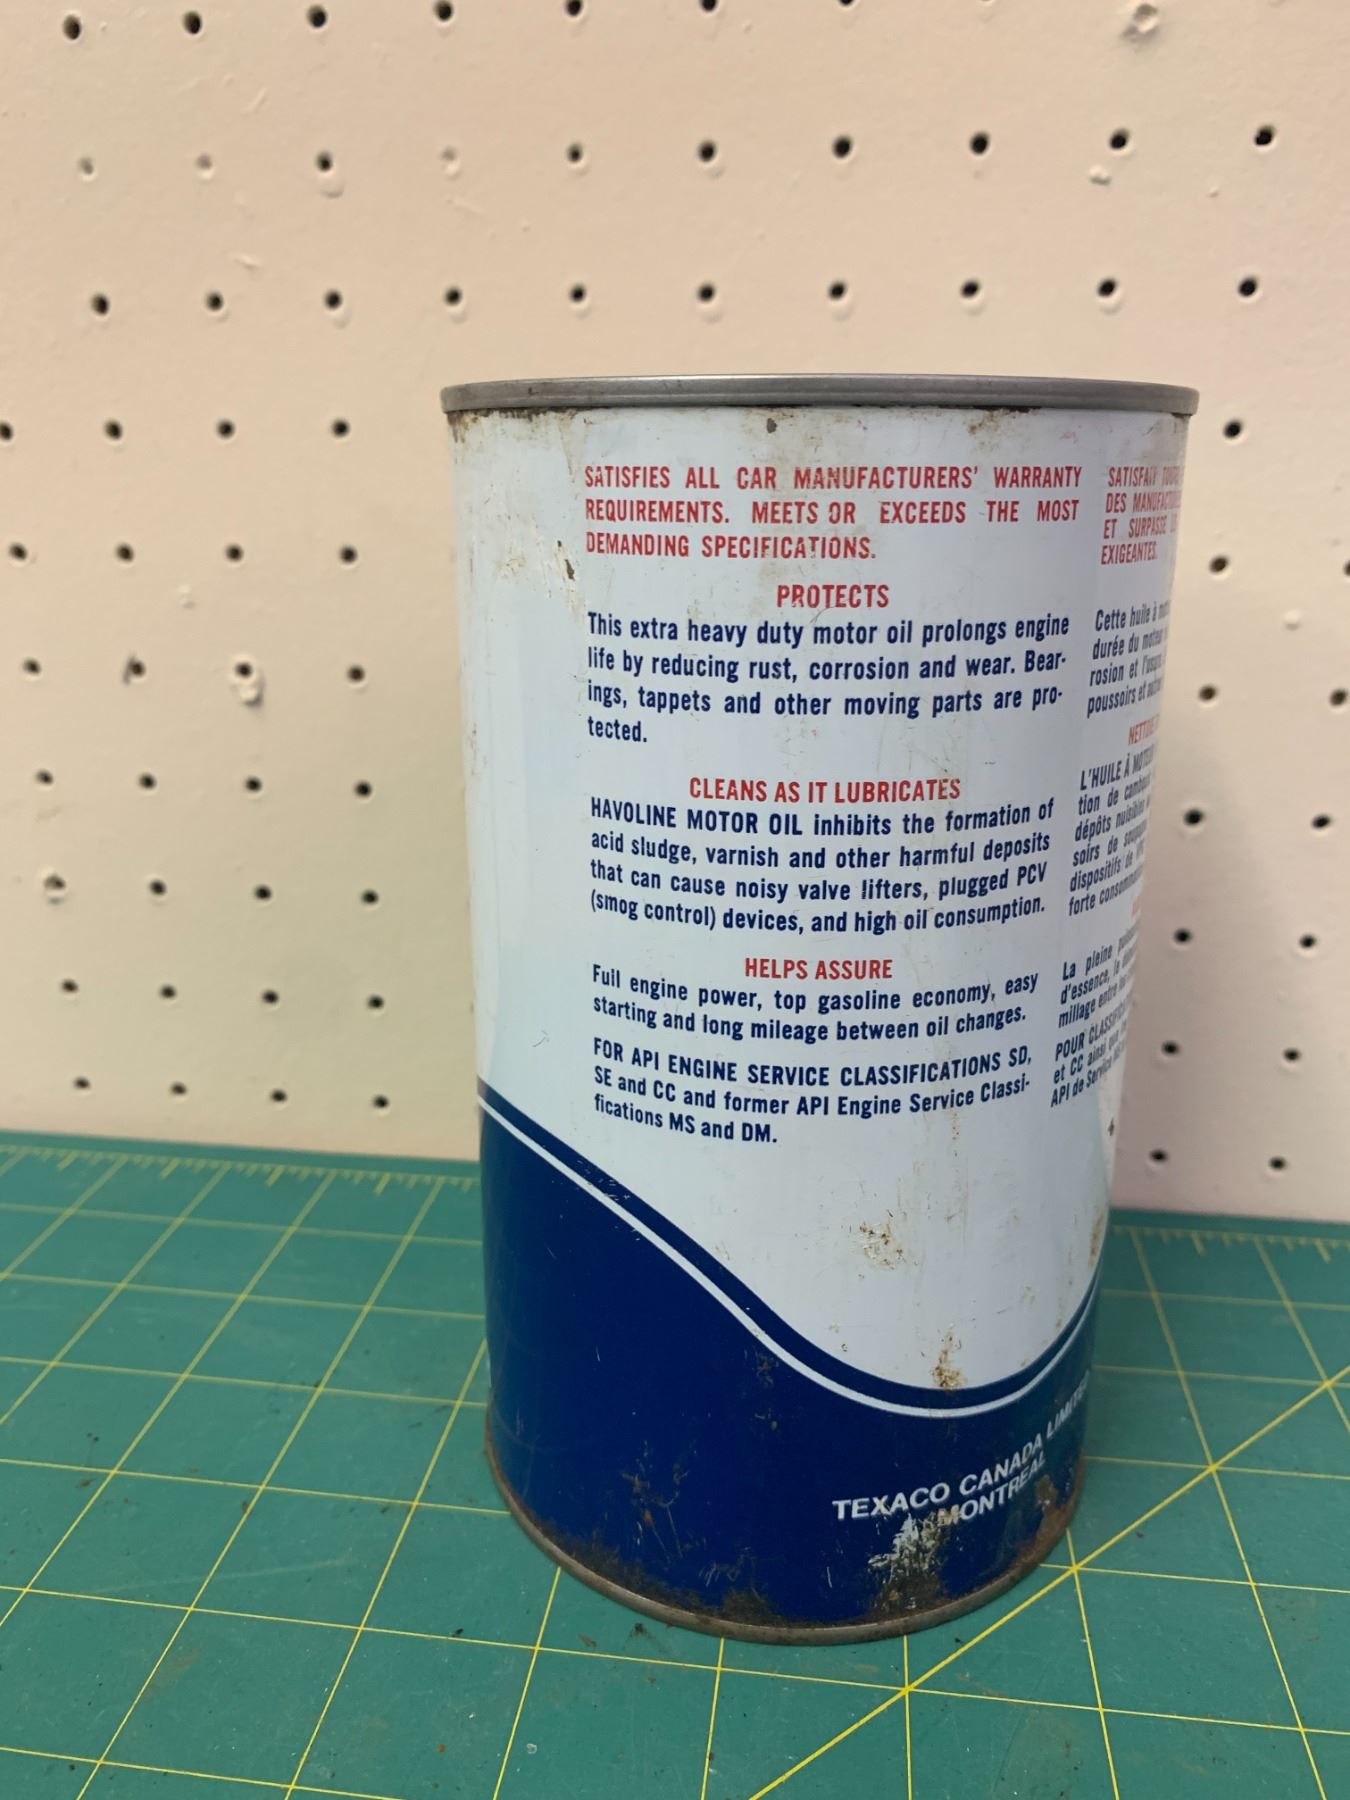 SATISFIES ALL CAR MANUFACTURERS' WARRANTY
REQUIREMENTS. MEETS OR EXCEEDS THE MOST
DEMANDING SPECIFICATIONS.
PROTECTS
This extra heavy duty motor oil prolongs engine
life by reducing rust, corrosion and wear. Bear-
ings, tappets and other moving parts are pro-
tected.
CLEANS AS IT LUBRICATES
HAVOLINE MOTOR OIL inhibits the formation of
acid sludge, varnish and other harmful deposits
that can cause noisy valve lifters, plugged PCV
(smog control) devices, and high oil consumption.
HELPS ASSURE
Full engine power, top gasoline economy, easy
starting and long mileage between oil changes.
FOR API ENGINE SERVICE CLASSIFICATIONS SD,
SE and CC and former API Engine Service Classi-
fications MS and DM.
SATISFAIT
DES
ET SURPASSE
EXIGEANTES.
Cette huile à
durée du moteur
rosion et l'usure
poussoirs et
L'HUILE À
tion de
dépôts nuisibles
soirs de
dispositifs de
forte
La pleine
d'essence, le
millage entre
POUR
et CC ainsi que
API de Service
TEXACO CANADA LIMITED
MONTREAL